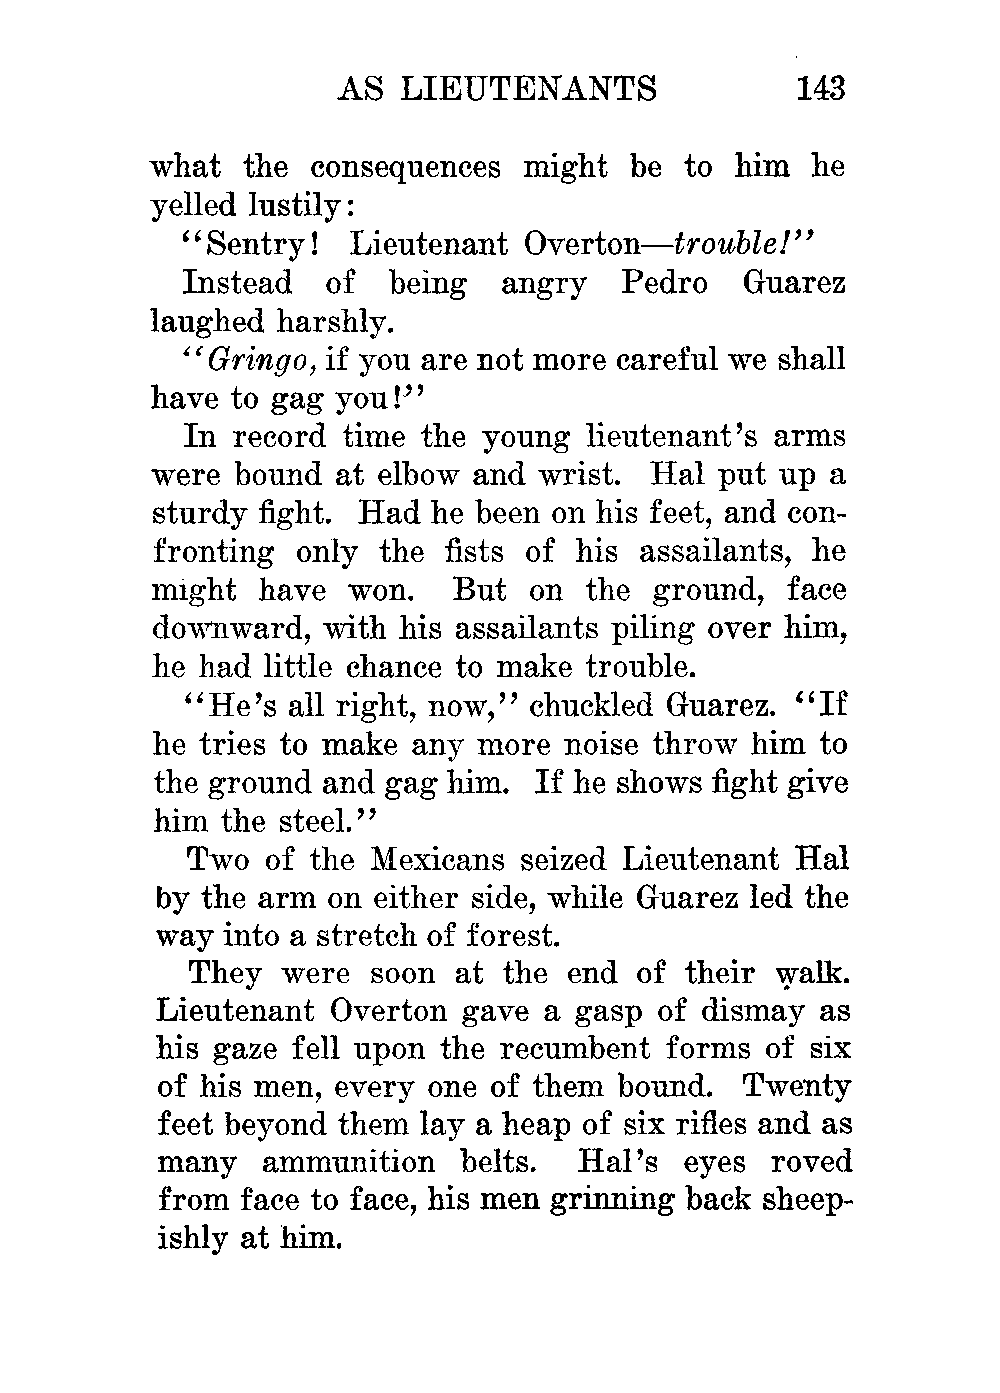 AS LIEUTENANTS 143
what the consequences might be to him he
yelled lustily:
“Sentry! Lieutenant Overton—trouble!”
Instead of being angry Pedro Guarez
laughed harshly.
“Gringo, if you are not more careful we shall
have to gag you!”
In record time the young lieutenant’s arms
were bound at elbow and wrist. Hal put up a
sturdy fight. Had he been on his feet, and con-
fronting only the fists of his assailants, he
might have won. But on the ground, face
downward, with his assailants piling over him,
he had little chance to make trouble.
“He’s all right, now,” chuckled Guarez. “If
he tries to make any more noise throw him to
the ground and gag him. If he shows fight give
him the steel.”
Two of the Mexicans seized Lieutenant Hal
by the arm on either side, while Guarez led the
way into a stretch of forest.
They were soon at the end of their walk.
Lieutenant Overton gave a gasp of dismay as
his gaze fell upon the recumbent forms of six
of his men, every one of them bound. Twenty
feet beyond them lay a heap of six rifles and as
many ammunition belts. Hal’s eyes roved
from face to face, his men grinning back sheep-
ishly at him.